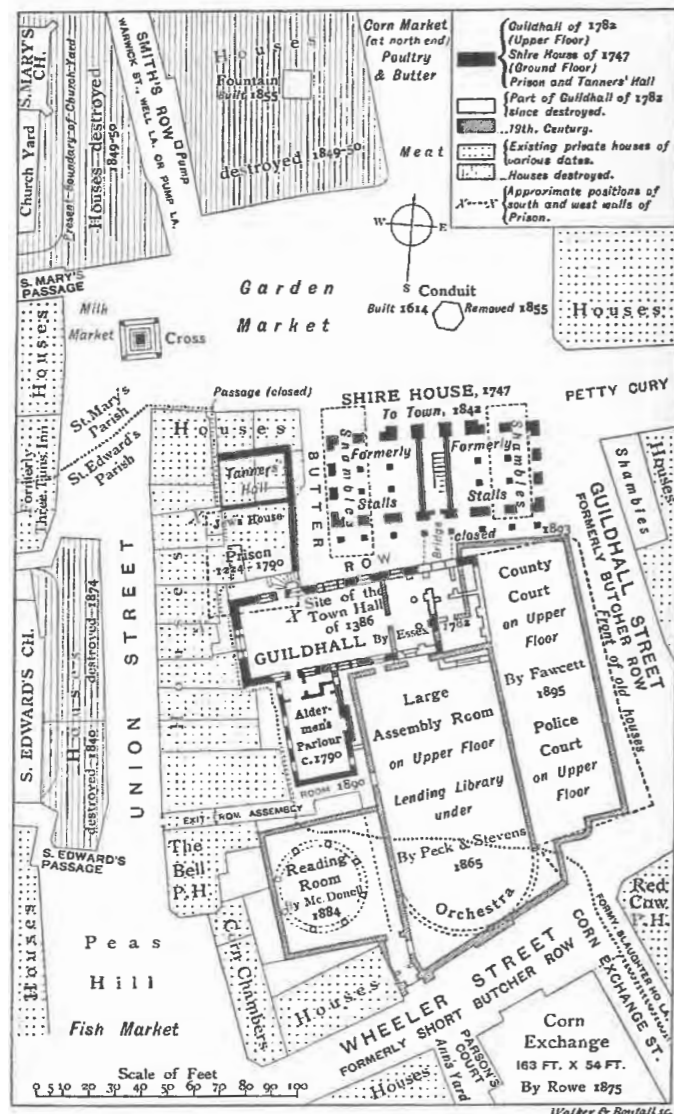 S. MARY'S CH.
Church Yard
Present boundary of Church Yard
Houses destroyed
1849-50
SMITH'S ROW
WARWICK ST., WELL LA. OR PUMP LA.
Pump
Houses
Fountain
Built 1855
destroyed 1849-50
Corn Market
(at north end)
Poultry
& Butter
Meat
Guildhall of 1782
(Upper Floor)
Shire House of 1747
(Ground Floor)
Prison and Tanners' Hall
Part of Guildhall of 1782
since destroyed.
19th. Century.
Existing private houses of
various dates.
Houses destroyed.
X X
Approximate positions of
south and west walls of
Prison.
W E
S
S. MARY'S
PASSAGE
Milk
Market
Cross
Garden
Market
Conduit
Built 1614 Removed 1855
Houses
Houses
Formerly
Three Tuns Inn
St. Mary's
Parish
St. Edward's
Parish
Passage (closed)
Houses
SHIRE HOUSE, 1747
To Town, 1842
PETTY CURY
Shambles
Formerly
Stalls
Formerly
Stalls
Shambles
Bridge
closed
1893
BUTTER
ROW
Tanners'
Hall
House
Prison
1224-1790
Houses
Shambles
Houses
GUILDHALL STREET
FORMERLY BUTCHER ROW
Front of old houses
X Site of the
Town Hall
of 1386
GUILDHALL By Essex 1782
County
Court
on Upper
Floor
By Fawcett
1895
Police
Court
on Upper
Floor
S. EDWARD'S CH.
Houses
destroyed 1840
destroyed 1874
UNION STREET
Alder-
men's
Parlour
c. 1790
Large
Assembly Room
on Upper Floor
Lending Library
under
By Peck & Stevens
1865
Orchestra
EXIT FROM ASSEMBLY
ROOM 1890
S. EDWARD'S
PASSAGE
The
Bell
P.H.
Reading
Room
By Mc. Donell
1884
Red
Cow
P.H.
FORMY SLAUGHTER HO. LA.
CORN EXCHANGE ST.
Houses
Peas
Hill
Fish Market
Corn Chambers
Houses
WHEELER STREET
FORMERLY SHORT BUTCHER ROW
PARSON'S
COURT
Ann's Yard
Houses
Corn
Exchange
163 FT. X 54 FT.
By Rowe 1875
Scale of Feet
0 5 10 20 30 40 50 60 70 80 90 100
Walker & Boutall sc.